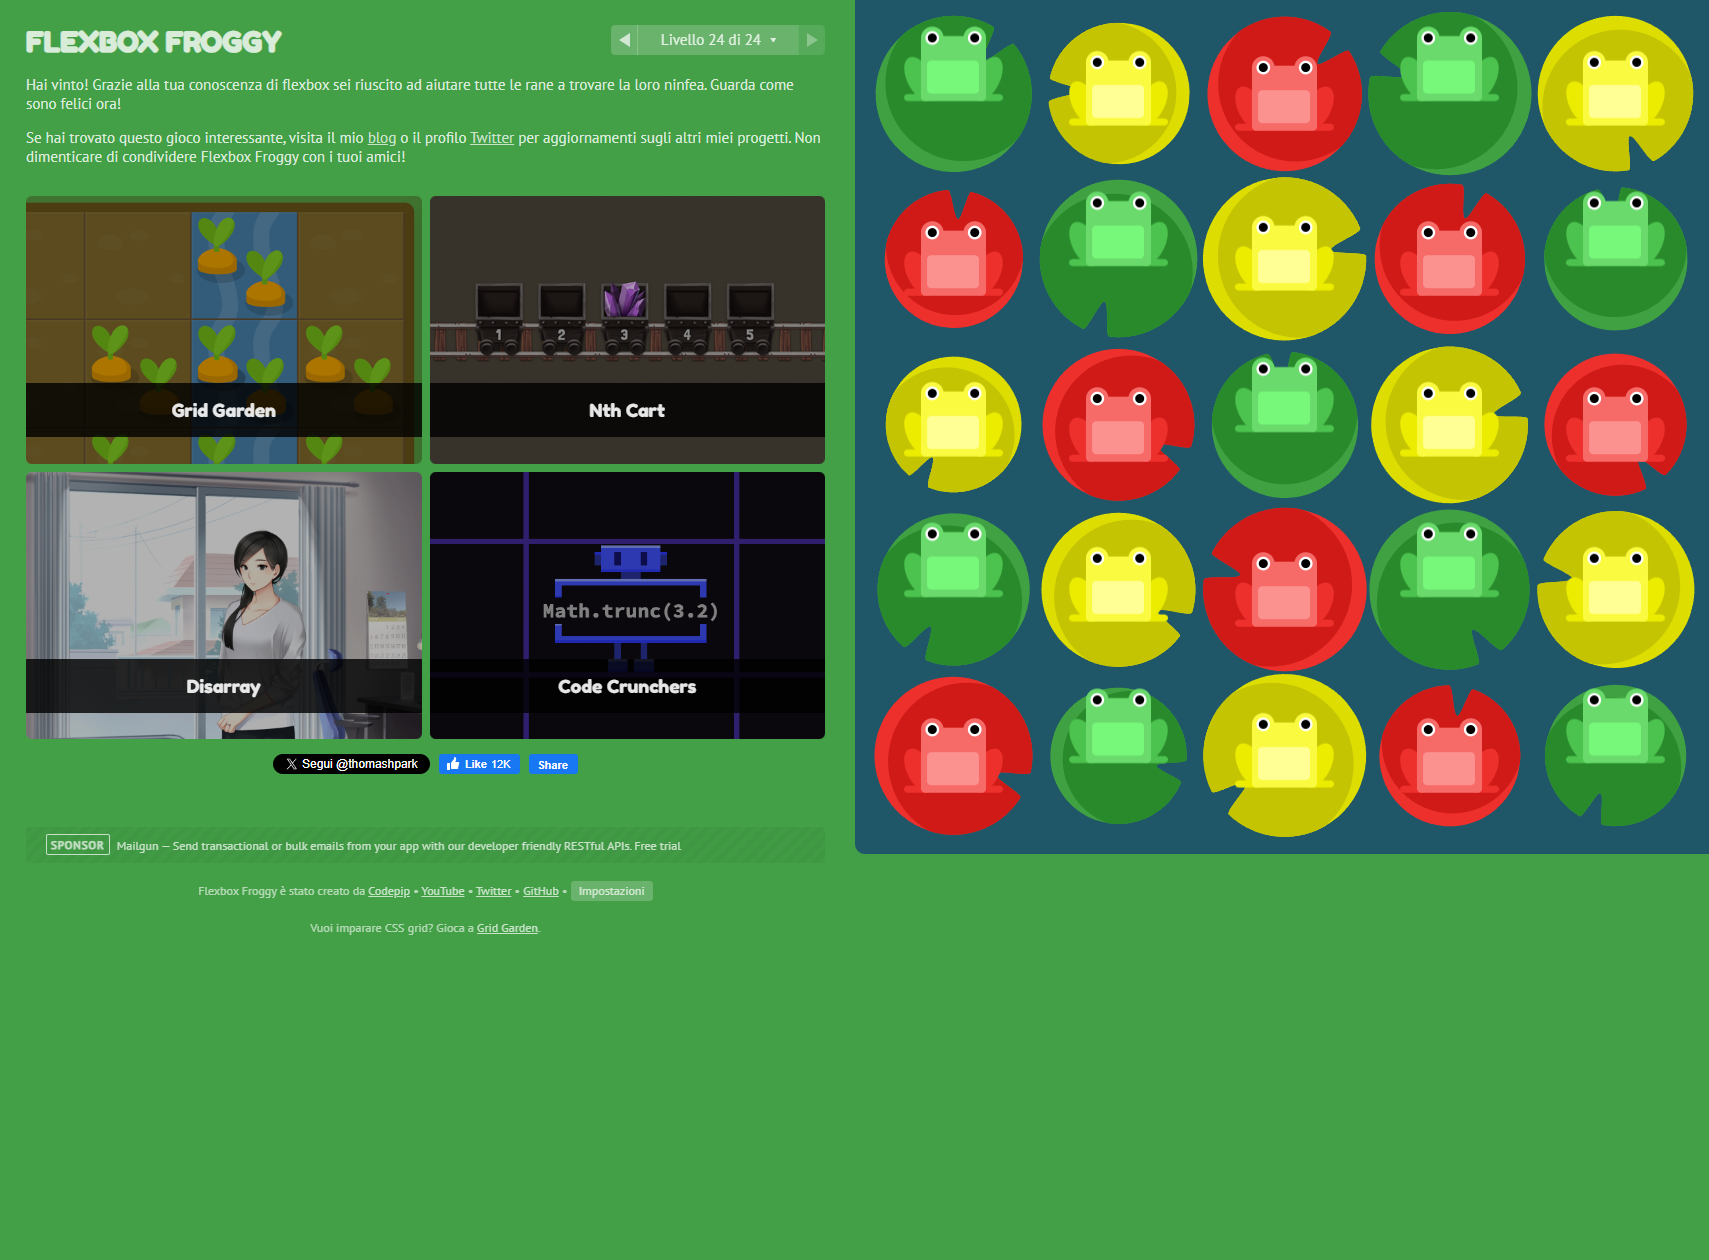 FLEXBOX FROGGY
Livello 24 di 24
Hai vinto! Grazie alla tua conoscenza di flexbox sei riuscito ad aiutare tutte le rane a trovare la loro ninfea. Guarda come
sono felici ora!
Se hai trovato questo gioco interessante, visita il mio blog o il profilo Twitter per aggiornamenti sugli altri miei progetti. Non
dimenticare di condividere Flexbox Froggy con i tuoi amici!
1 2 3 4 5
Grid Garden
Nth Cart
Math.trunc(3.2)
Disarray
Code Crunchers
Segui @thomashpark
Like 12K
Share
SPONSOR Mailgun — Send transactional or bulk emails from your app with our developer friendly RESTful APIs. Free trial
Flexbox Froggy è stato creato da Codepip • YouTube • Twitter • GitHub • Impostazioni
Vuoi imparare CSS grid? Gioca a Grid Garden.